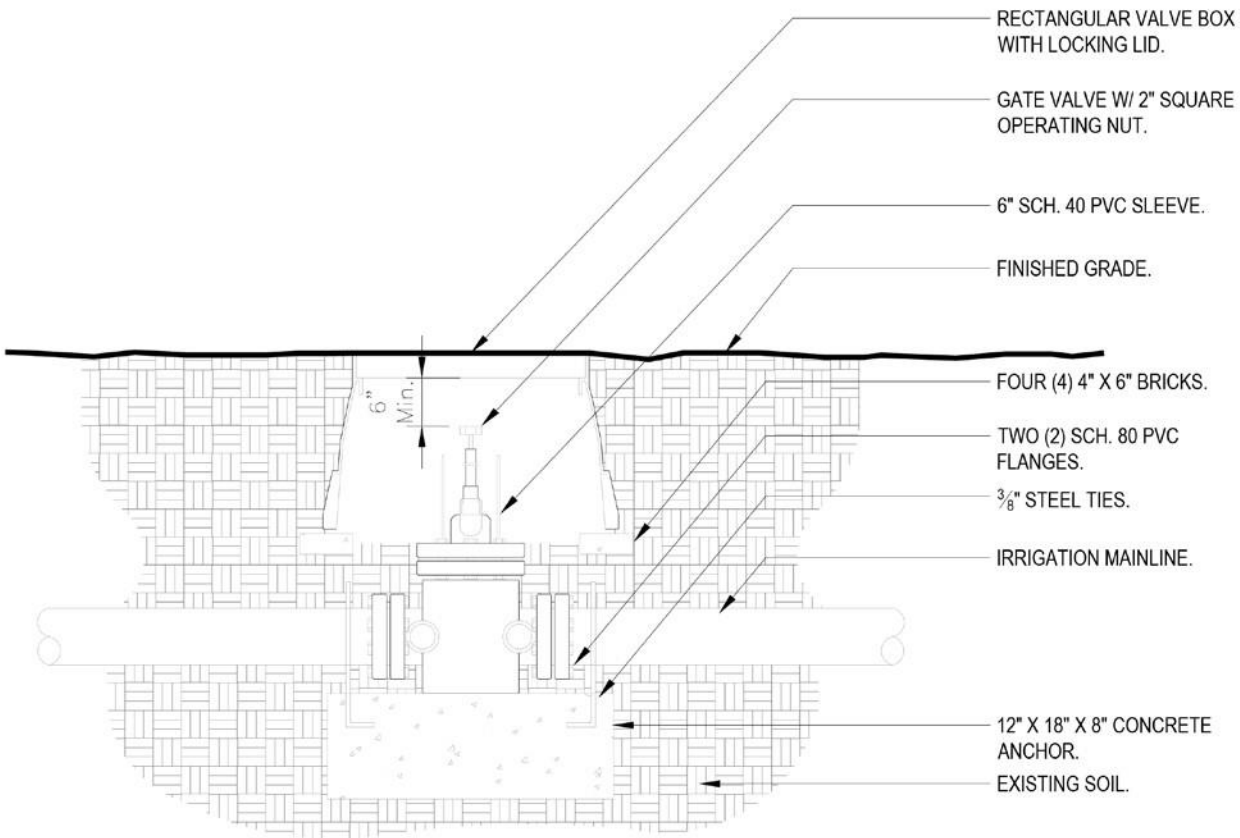 RECTANGULAR VALVE BOX
WITH LOCKING LID.
GATE VALVE W/ 2" SQUARE
OPERATING NUT.
6" SCH. 40 PVC SLEEVE.
FINISHED GRADE.
6"
Min.
FOUR (4) 4" X 6" BRICKS.
TWO (2) SCH. 80 PVC
FLANGES.
3/8" STEEL TIES.
IRRIGATION MAINLINE.
12" X 18" X 8" CONCRETE
ANCHOR.
EXISTING SOIL.